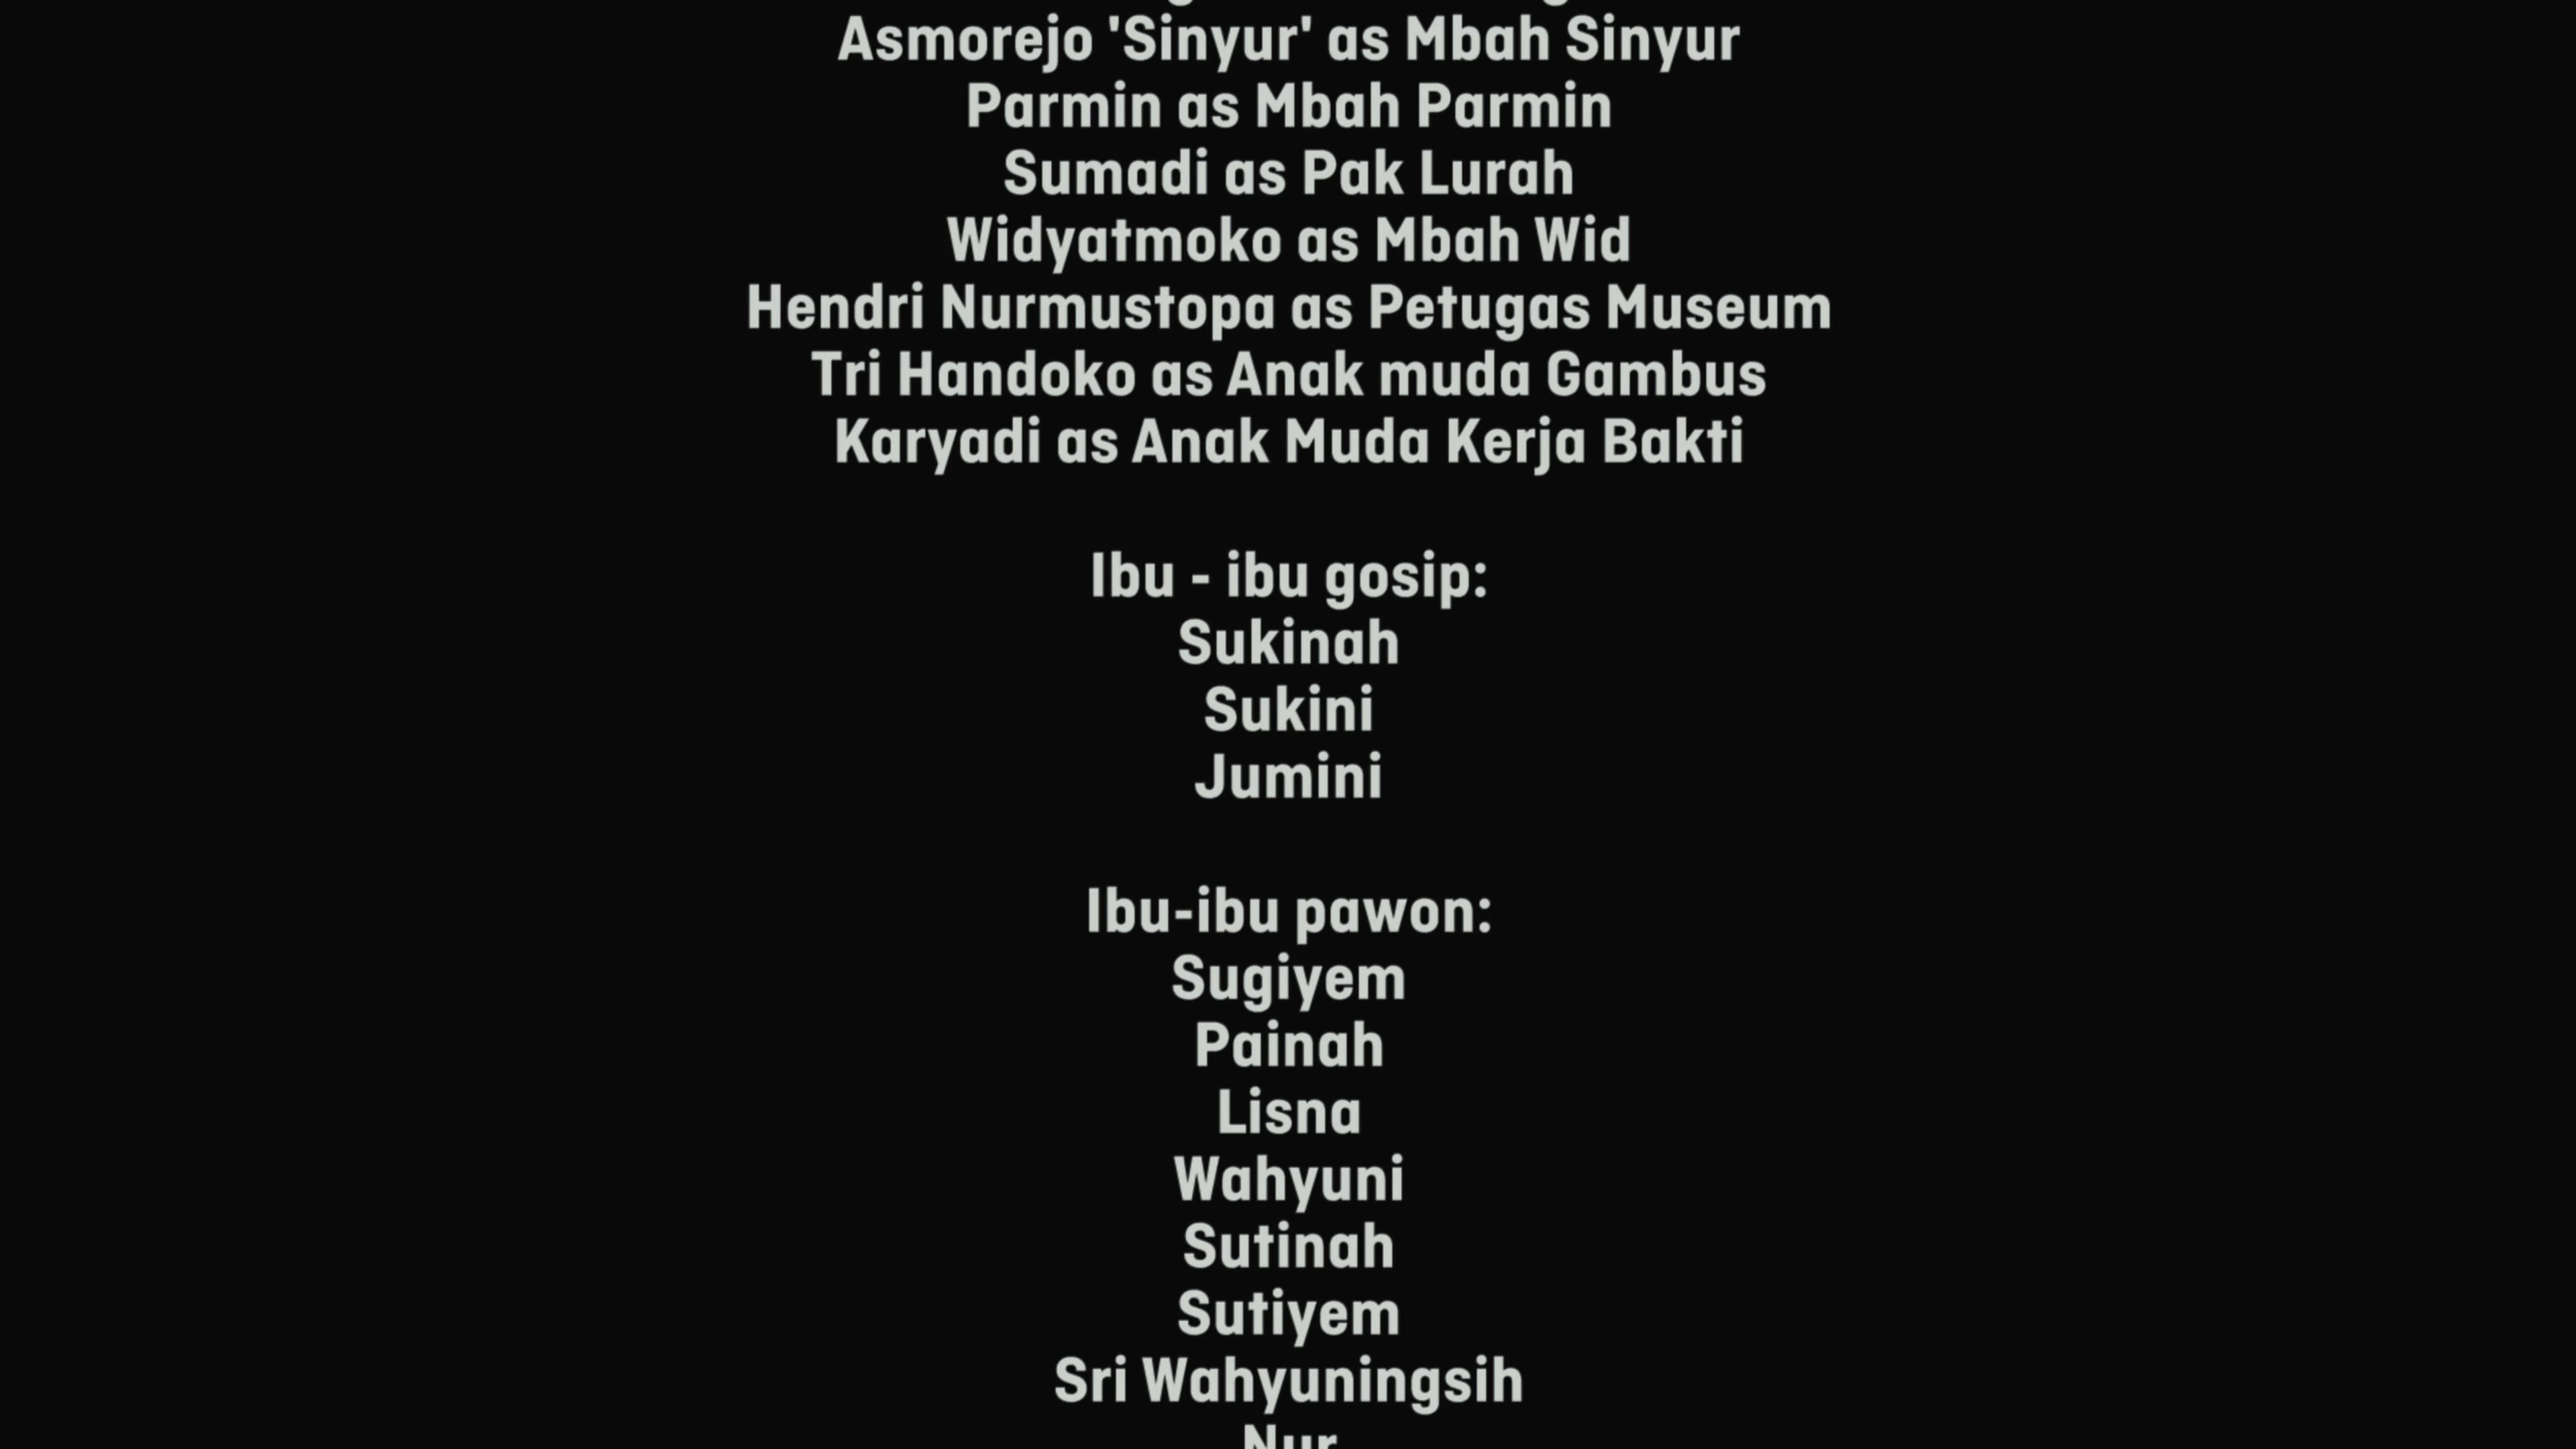 Asmorejo 'Sinyur' as Mbah Sinyur
Parmin as Mbah Parmin
Sumadi as Pak Lurah
Widyatmoko as Mbah Wid
Hendri Nurmustopa as Petugas Museum
Tri Handoko as Anak muda Gambus
Karyadi as Anak Muda Kerja Bakti
Ibu - ibu gosip:
Sukinah
Sukini
Jumini
Ibu-ibu pawon:
Sugiyem
Painah
Lisna
Wahyuni
Sutinah
Sutiyem
Sri Wahyuningsih
Nur